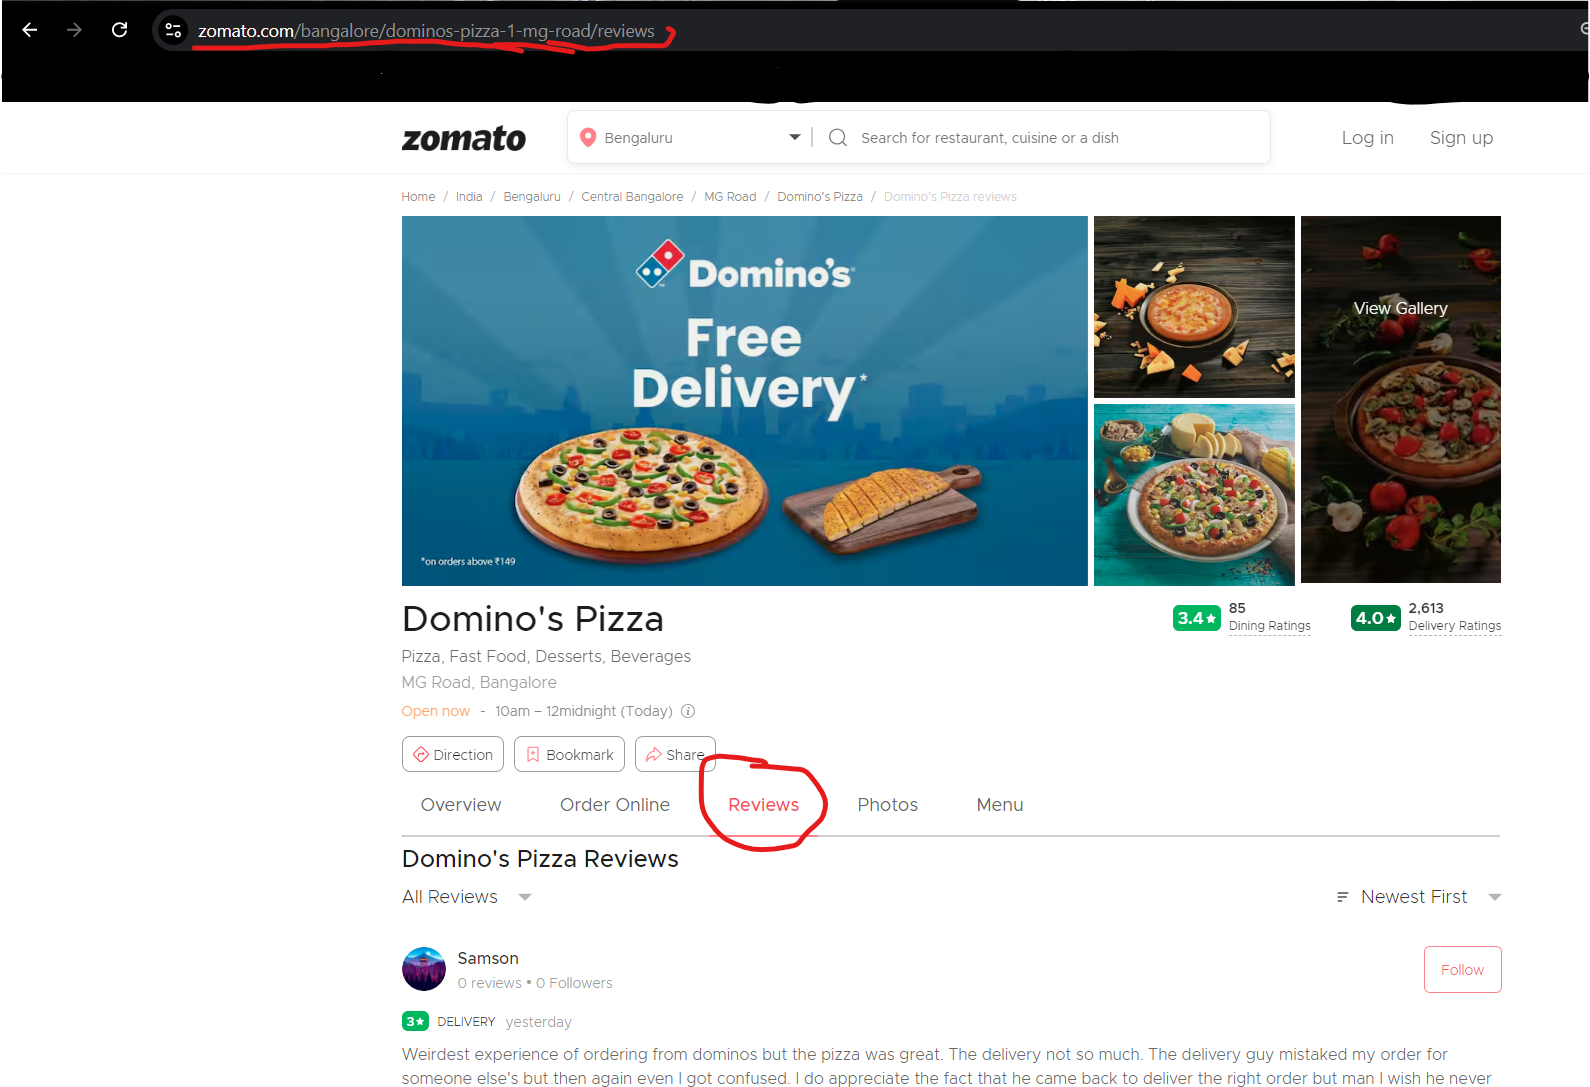 zomato.com/bangalore/dominos-pizza-1-mg-road/reviews
zomato
Bengaluru
Search for restaurant, cuisine or a dish
Log in
Sign up
Home / India / Bengaluru / Central Bangalore / MG Road / Domino's Pizza / Domino's Pizza reviews
Domino's
Free
Delivery*
*on orders above ₹149
View Gallery
Domino's Pizza
3.4★ 85 Dining Ratings
4.0★ 2,613 Delivery Ratings
Pizza, Fast Food, Desserts, Beverages
MG Road, Bangalore
Open now - 10am – 12midnight (Today)
Direction Bookmark Share
Overview Order Online Reviews Photos Menu
Domino's Pizza Reviews
All Reviews Newest First
Samson
0 reviews • 0 Followers
Follow
3★ DELIVERY yesterday
Weirdest experience of ordering from dominos but the pizza was great. The delivery not so much. The delivery guy mistaked my order for
someone else's but then again even I got confused. I do appreciate the fact that he came back to deliver the right order but man I wish he never